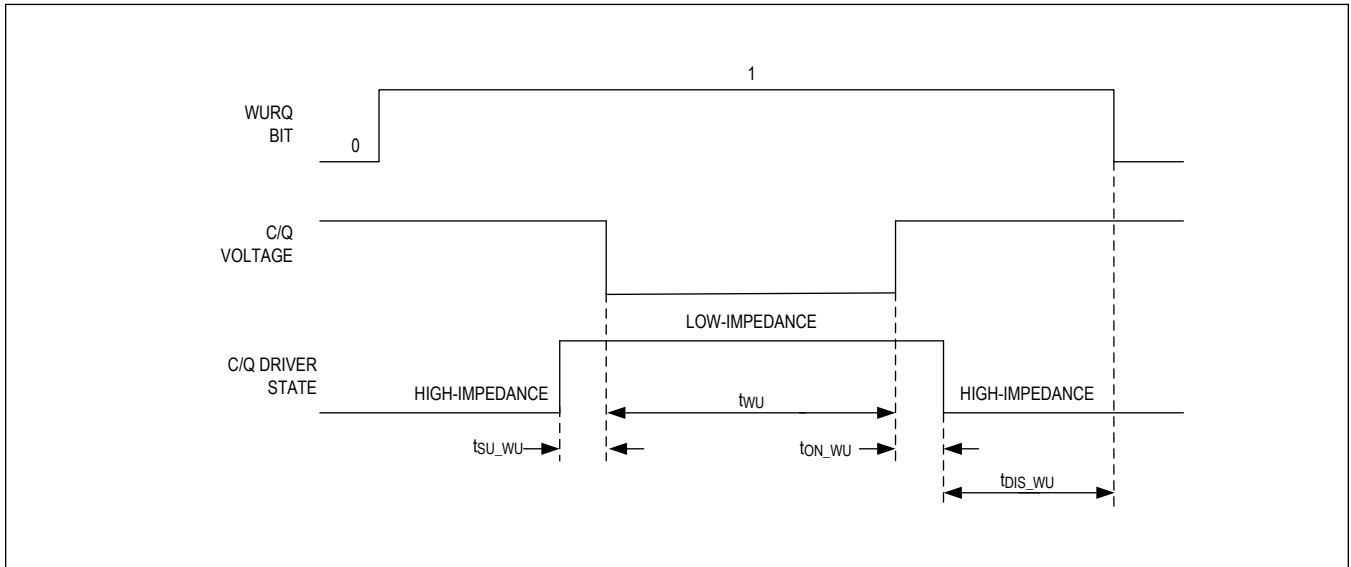 1
WURQ
BIT
0
C/Q
VOLTAGE
LOW-IMPEDANCE
C/Q DRIVER
STATE
HIGH-IMPEDANCE
tWU
HIGH-IMPEDANCE
tSU_WU
tON_WU
tDIS_WU